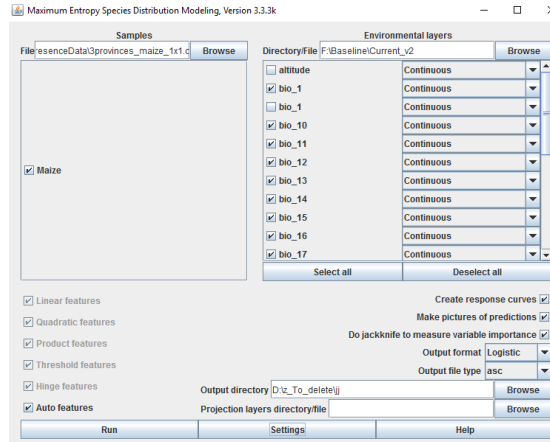 Maximum Entropy Species Distribution Modeling, Version 3.3.3k
Samples
File resenceData\3provinces_maize_1x1.c Browse
Maize
Environmental layers
Directory/File F:\Baseline\Current_v2 Browse
altitude Continuous
bio_1 Continuous
bio_1 Continuous
bio_10 Continuous
bio_11 Continuous
bio_12 Continuous
bio_13 Continuous
bio_14 Continuous
bio_15 Continuous
bio_16 Continuous
bio_17 Continuous
Select all Deselect all
Linear features
Quadratic features
Product features
Threshold features
Hinge features
Auto features
Create response curves
Make pictures of predictions
Do jackknife to measure variable importance
Output format Logistic
Output file type asc
Output directory D:\z_To_delete\jj Browse
Projection layers directory/file Browse
Run Settings Help